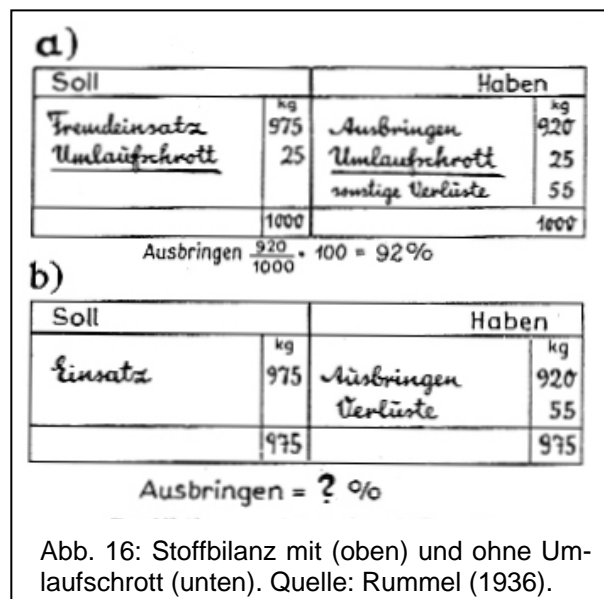 a)
Soll Haben
kg kg
Fremdeinsatz 975 Ausbringen 920
Umlaufschrott 25 Umlaufschrott 25
sonstige Verlüste 55
1000 1000
Ausbringen 920/1000 • 100 = 92%
b)
Soll Haben
kg kg
Einsatz 975 Ausbringen 920
Verlüste 55
975 975
Ausbringen = ? %
Abb. 16: Stoffbilanz mit (oben) und ohne Um-
laufschrott (unten). Quelle: Rummel (1936).